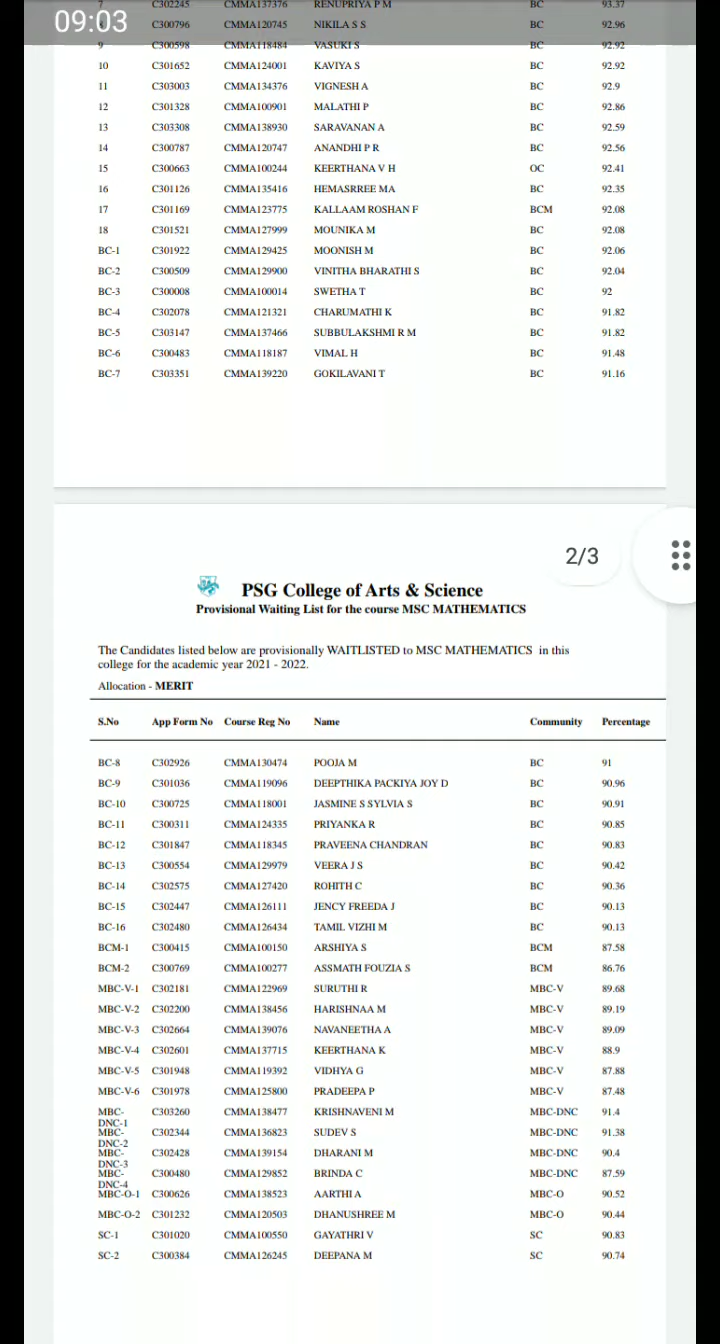 7 C302245 CMMA137376 RENUPRIYA P M BC 93.37
09:03
8 C300796 CMMA120745 NIKILA S S BC 92.96
9 C300598 CMMA118484 VASUKI S BC 92.92
10 C301652 CMMA124001 KAVIYA S BC 92.92
11 C303003 CMMA134376 VIGNESH A BC 92.9
12 C301328 CMMA100901 MALATHI P BC 92.86
13 C303308 CMMA138930 SARAVANAN A BC 92.59
14 C300787 CMMA120747 ANANDHI P R BC 92.56
15 C300663 CMMA100244 KEERTHANA V H OC 92.41
16 C301126 CMMA135416 HEMASRREE MA BC 92.35
17 C301169 CMMA123775 KALLAAM ROSHAN F BCM 92.08
18 C301521 CMMA127999 MOUNIKA M BC 92.08
BC-1 C301922 CMMA129425 MOONISH M BC 92.06
BC-2 C300509 CMMA129900 VINITHA BHARATHI S BC 92.04
BC-3 C300008 CMMA100014 SWETHA T BC 92
BC-4 C302078 CMMA121321 CHARUMATHI K BC 91.82
BC-5 C303147 CMMA137466 SUBBULAKSHMI R M BC 91.82
BC-6 C300483 CMMA118187 VIMAL H BC 91.48
BC-7 C303351 CMMA139220 GOKILAVANI T BC 91.16
2/3
PSG College of Arts & Science
Provisional Waiting List for the course MSC MATHEMATICS
The Candidates listed below are provisionally WAITLISTED to MSC MATHEMATICS in this
college for the academic year 2021 - 2022.
Allocation - MERIT
S.No App Form No Course Reg No Name Community Percentage
BC-8 C302926 CMMA130474 POOJA M BC 91
BC-9 C301036 CMMA119096 DEEPTHIKA PACKIYA JOY D BC 90.96
BC-10 C300725 CMMA118001 JASMINE S SYLVIA S BC 90.91
BC-11 C300311 CMMA124335 PRIYANKA R BC 90.85
BC-12 C301847 CMMA118345 PRAVEENA CHANDRAN BC 90.83
BC-13 C300554 CMMA129979 VEERA J S BC 90.42
BC-14 C302575 CMMA127420 ROHITH C BC 90.36
BC-15 C302447 CMMA126111 JENCY FREEDA J BC 90.13
BC-16 C302480 CMMA126434 TAMIL VIZHI M BC 90.13
BCM-1 C300415 CMMA100150 ARSHIYA S BCM 87.58
BCM-2 C300769 CMMA100277 ASSMATH FOUZIA S BCM 86.76
MBC-V-1 C302181 CMMA122969 SURUTHI R MBC-V 89.68
MBC-V-2 C302200 CMMA138456 HARISHNAA M MBC-V 89.19
MBC-V-3 C302664 CMMA139076 NAVANEETHA A MBC-V 89.09
MBC-V-4 C302601 CMMA137715 KEERTHANA K MBC-V 88.9
MBC-V-5 C301948 CMMA119392 VIDHYA G MBC-V 87.88
MBC-V-6 C301978 CMMA125800 PRADEEPA P MBC-V 87.48
MBC- C303260 CMMA138477 KRISHNAVENI M MBC-DNC 91.4
DNC-1
MBC- C302344 CMMA136823 SUDEV S MBC-DNC 91.38
DNC-2
MBC- C302428 CMMA139154 DHARANI M MBC-DNC 90.4
DNC-3
MBC- C300480 CMMA129852 BRINDA C MBC-DNC 87.59
DNC-4
MBC-O-1 C300626 CMMA138523 AARTHI A MBC-O 90.52
MBC-O-2 C301232 CMMA120503 DHANUSHREE M MBC-O 90.44
SC-1 C301020 CMMA100550 GAYATHRI V SC 90.83
SC-2 C300384 CMMA126245 DEEPANA M SC 90.74